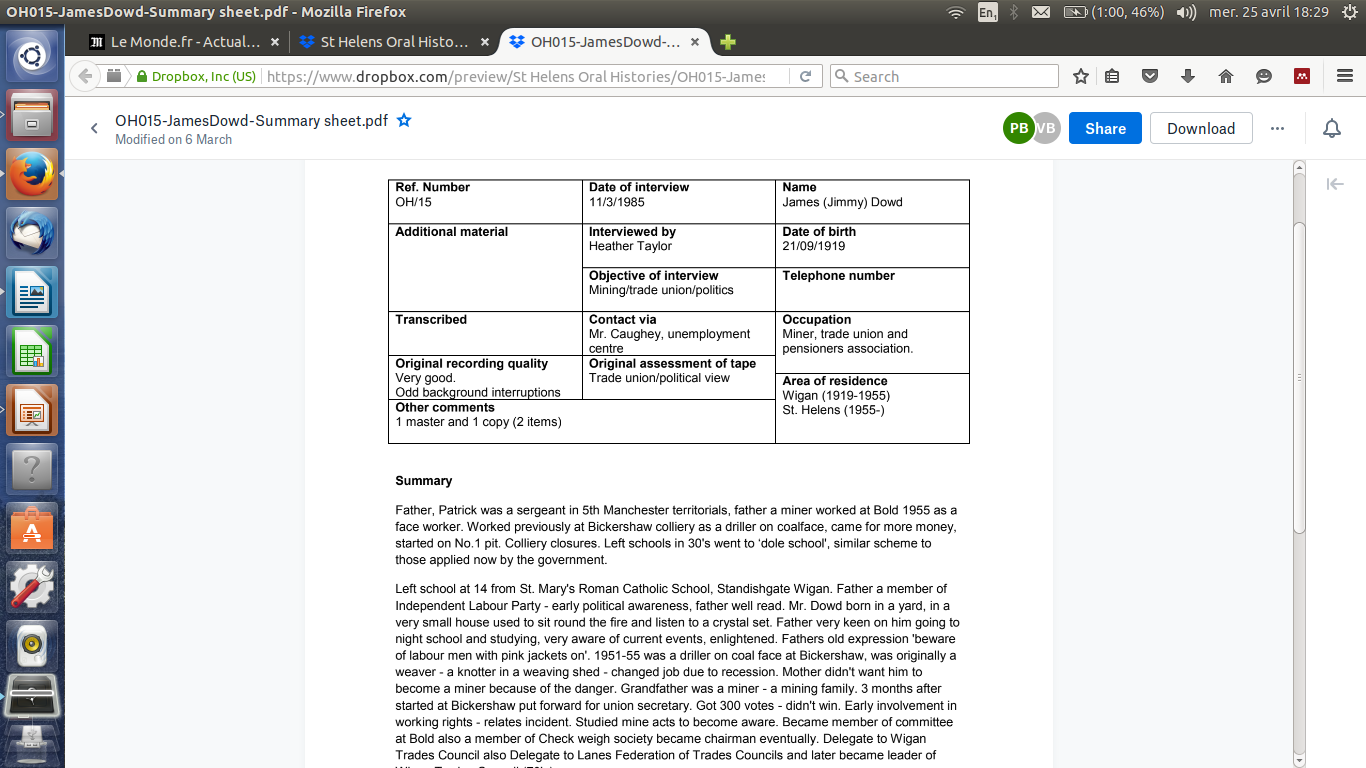 OH015-JamesDowd-Summary sheet.pdf - Mozilla Firefox
En1
(1:00, 46%)
mer. 25 avril 18:29
Le Monde.fr - Actual…
St Helens Oral Histo…
OH015-JamesDowd-…
Dropbox, Inc (US)
https://www.dropbox.com/preview/St Helens Oral Histories/OH015-James
Search
OH015-JamesDowd-Summary sheet.pdf
Modified on 6 March
PB
VB
Share
Download
Ref. Number
OH/15
Date of interview
11/3/1985
Name
James (Jimmy) Dowd
Additional material
Interviewed by
Heather Taylor
Date of birth
21/09/1919
Objective of interview
Mining/trade union/politics
Telephone number
Transcribed
Contact via
Mr. Caughey, unemployment
centre
Occupation
Miner, trade union and
pensioners association.
Original recording quality
Very good.
Odd background interruptions
Original assessment of tape
Trade union/political view
Area of residence
Wigan (1919-1955)
St. Helens (1955-)
Other comments
1 master and 1 copy (2 items)
Summary
Father, Patrick was a sergeant in 5th Manchester territorials, father a miner worked at Bold 1955 as a
face worker. Worked previously at Bickershaw colliery as a driller on coalface, came for more money,
started on No.1 pit. Colliery closures. Left schools in 30's went to 'dole school', similar scheme to
those applied now by the government.
Left school at 14 from St. Mary's Roman Catholic School, Standishgate Wigan. Father a member of
Independent Labour Party - early political awareness, father well read. Mr. Dowd born in a yard, in a
very small house used to sit round the fire and listen to a crystal set. Father very keen on him going to
night school and studying, very aware of current events, enlightened. Fathers old expression 'beware
of labour men with pink jackets on'. 1951-55 was a driller on coal face at Bickershaw, was originally a
weaver - a knotter in a weaving shed - changed job due to recession. Mother didn't want him to
become a miner because of the danger. Grandfather was a miner - a mining family. 3 months after
started at Bickershaw put forward for union secretary. Got 300 votes - didn't win. Early involvement in
working rights - relates incident. Studied mine acts to become aware. Became member of committee
at Bold also a member of Check weigh society became chairman eventually. Delegate to Wigan
Trades Council also Delegate to Lanes Federation of Trades Councils and later became leader of